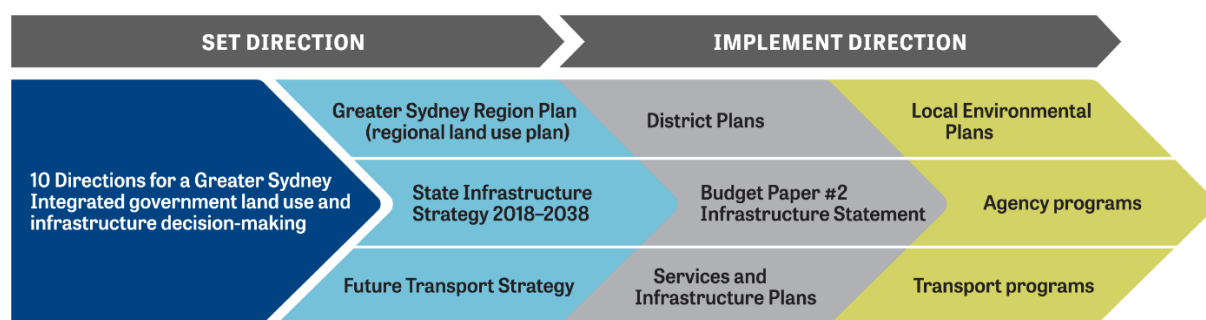 SET DIRECTION
IMPLEMENT DIRECTION
10 Directions for a Greater Sydney
Integrated government land use and
infrastructure decision-making
Greater Sydney Region Plan
(regional land use plan)
District Plans
Local Environmental
Plans
State Infrastructure
Strategy 2018–2038
Budget Paper #2
Infrastructure Statement
Agency programs
Future Transport Strategy
Services and
Infrastructure Plans
Transport programs